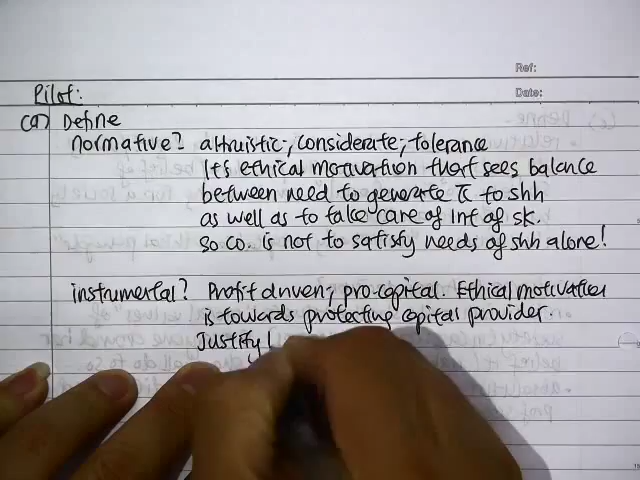 Ref:
Pilot:
Date:
(a) Define
normative? altruistic, considerate, tolerance
It's ethical motivation that sees balance
between need to generate π to shh
as well as to take care of int of sk.
So co. is not to satisfy needs of shh alone!
instrumental? Profit driven, pro capital. Ethical motivation
is towards protecting capital provider.
Justify